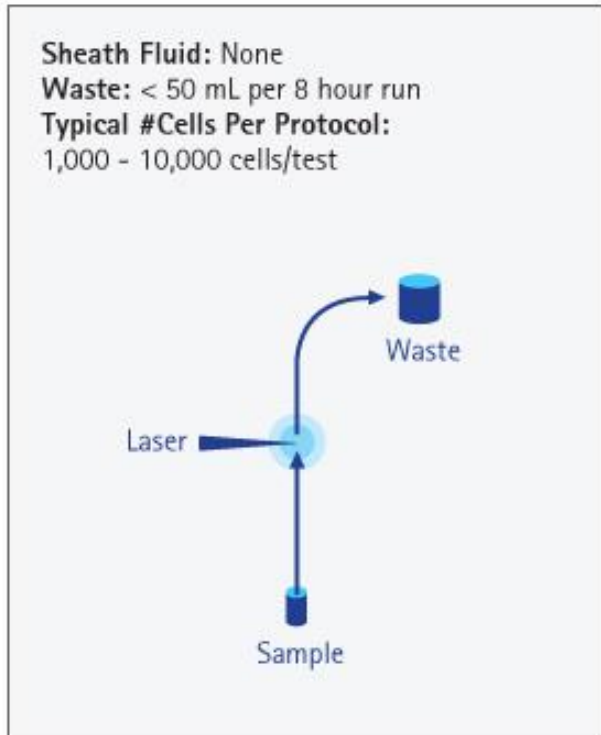 Sheath Fluid: None
Waste: < 50 mL per 8 hour run
Typical #Cells Per Protocol:
1,000 - 10,000 cells/test
Waste
Laser
Sample